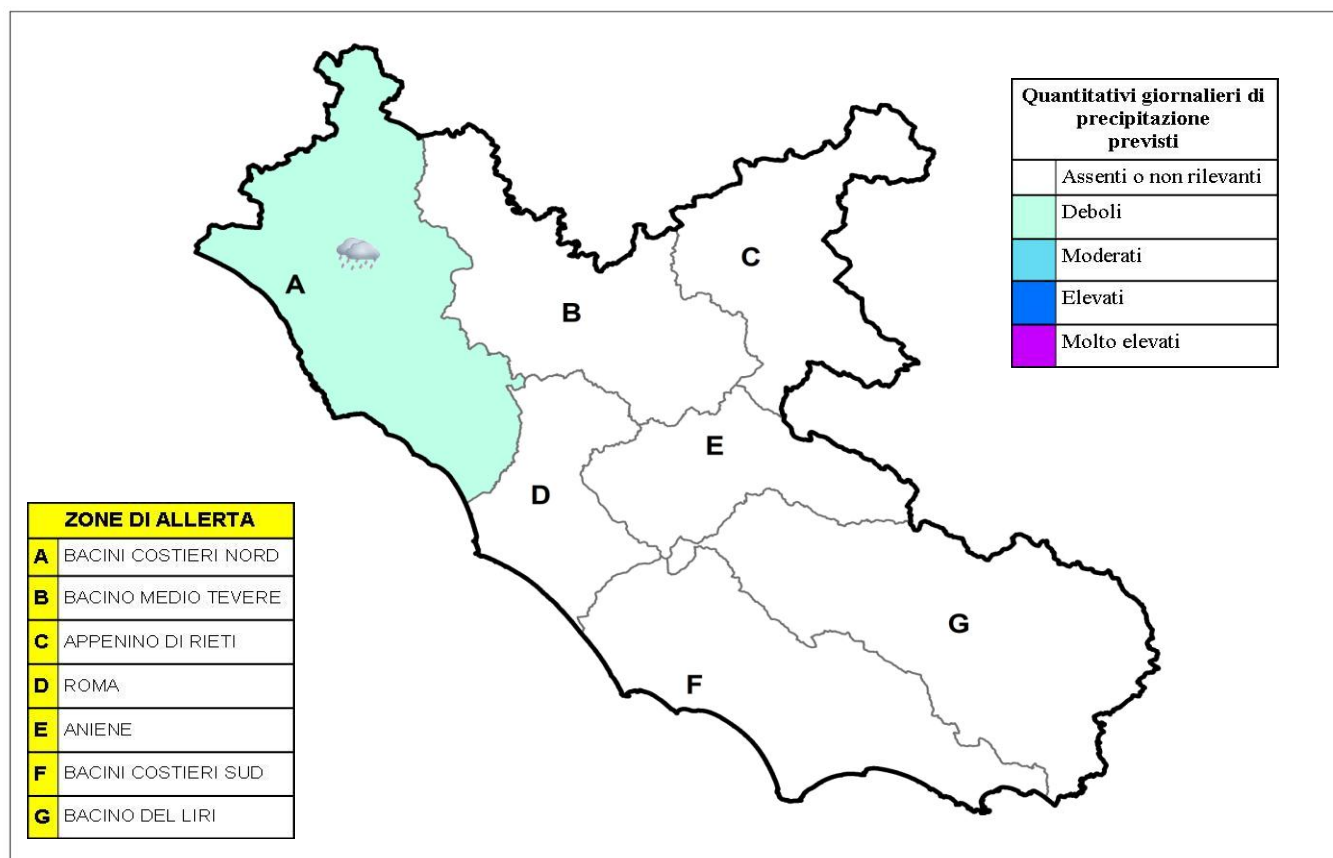 Quantitativi giornalieri di
precipitazione
previsti
Assenti o non rilevanti
Deboli
Moderati
Elevati
Molto elevati
A
B
C
D
E
F
G
ZONE DI ALLERTA
A BACINI COSTIERI NORD
B BACINO MEDIO TEVERE
C APPENINO DI RIETI
D ROMA
E ANIENE
F BACINI COSTIERI SUD
G BACINO DEL LIRI